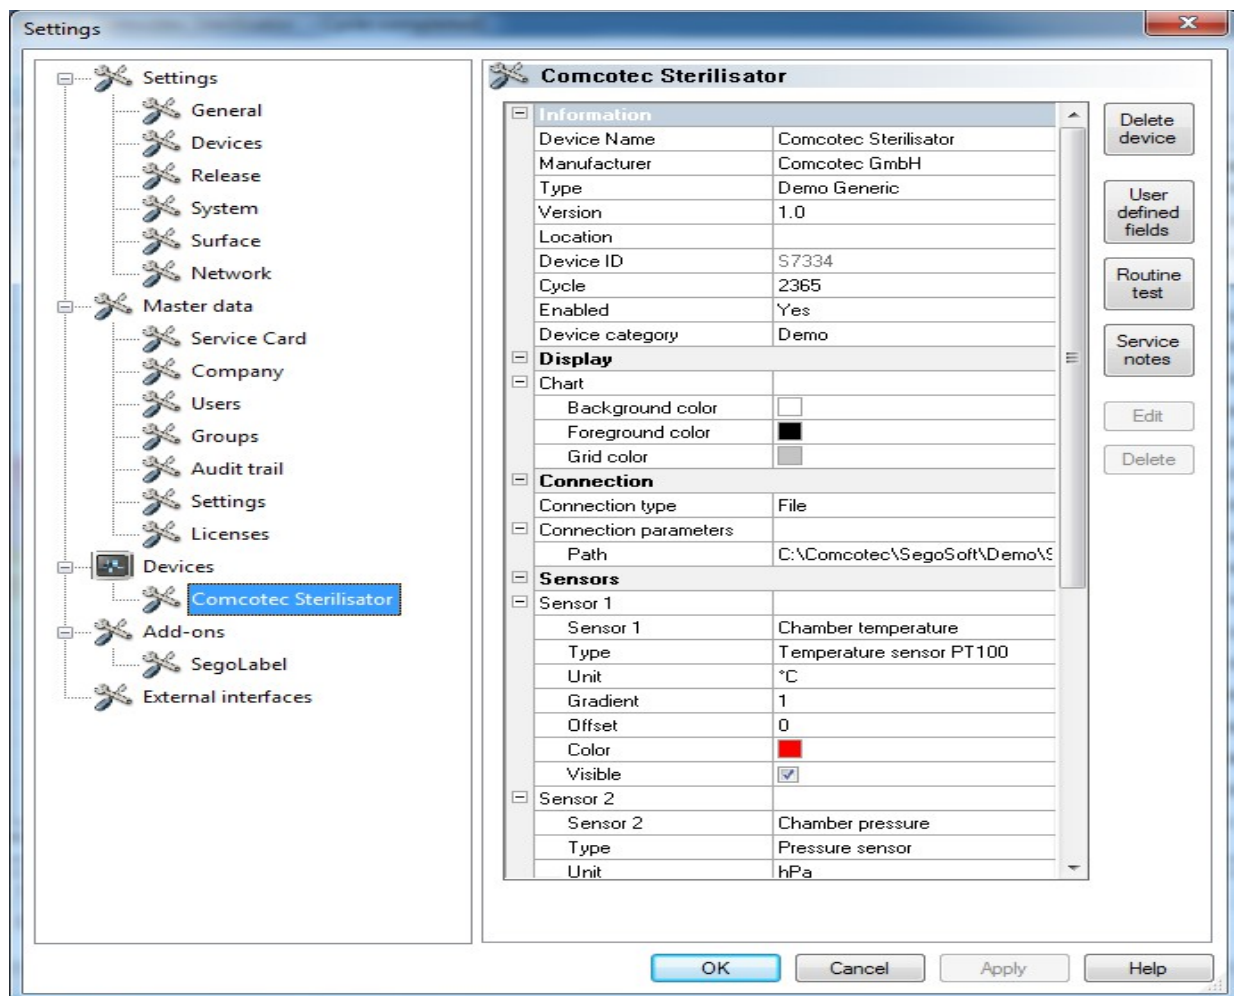 Settings
Settings
General
Devices
Release
System
Surface
Network
Master data
Service Card
Company
Users
Groups
Audit trail
Settings
Licenses
Devices
Comcotec Sterilisator
Add-ons
SegoLabel
External interfaces
Comcotec Sterilisator
Information
Device Name Comcotec Sterilisator
Manufacturer Comcotec GmbH
Type Demo Generic
Version 1.0
Location
Device ID S7334
Cycle 2365
Enabled Yes
Device category Demo
Display
Chart
Background color
Foreground color
Grid color
Connection
Connection type File
Connection parameters
Path C:\Comcotec\SegoSoft\Demo\S
Sensors
Sensor 1
Sensor 1 Chamber temperature
Type Temperature sensor PT100
Unit °C
Gradient 1
Offset 0
Color
Visible
Sensor 2
Sensor 2 Chamber pressure
Type Pressure sensor
Unit hPa
Delete
device
User
defined
fields
Routine
test
Service
notes
Edit
Delete
OK Cancel Apply Help